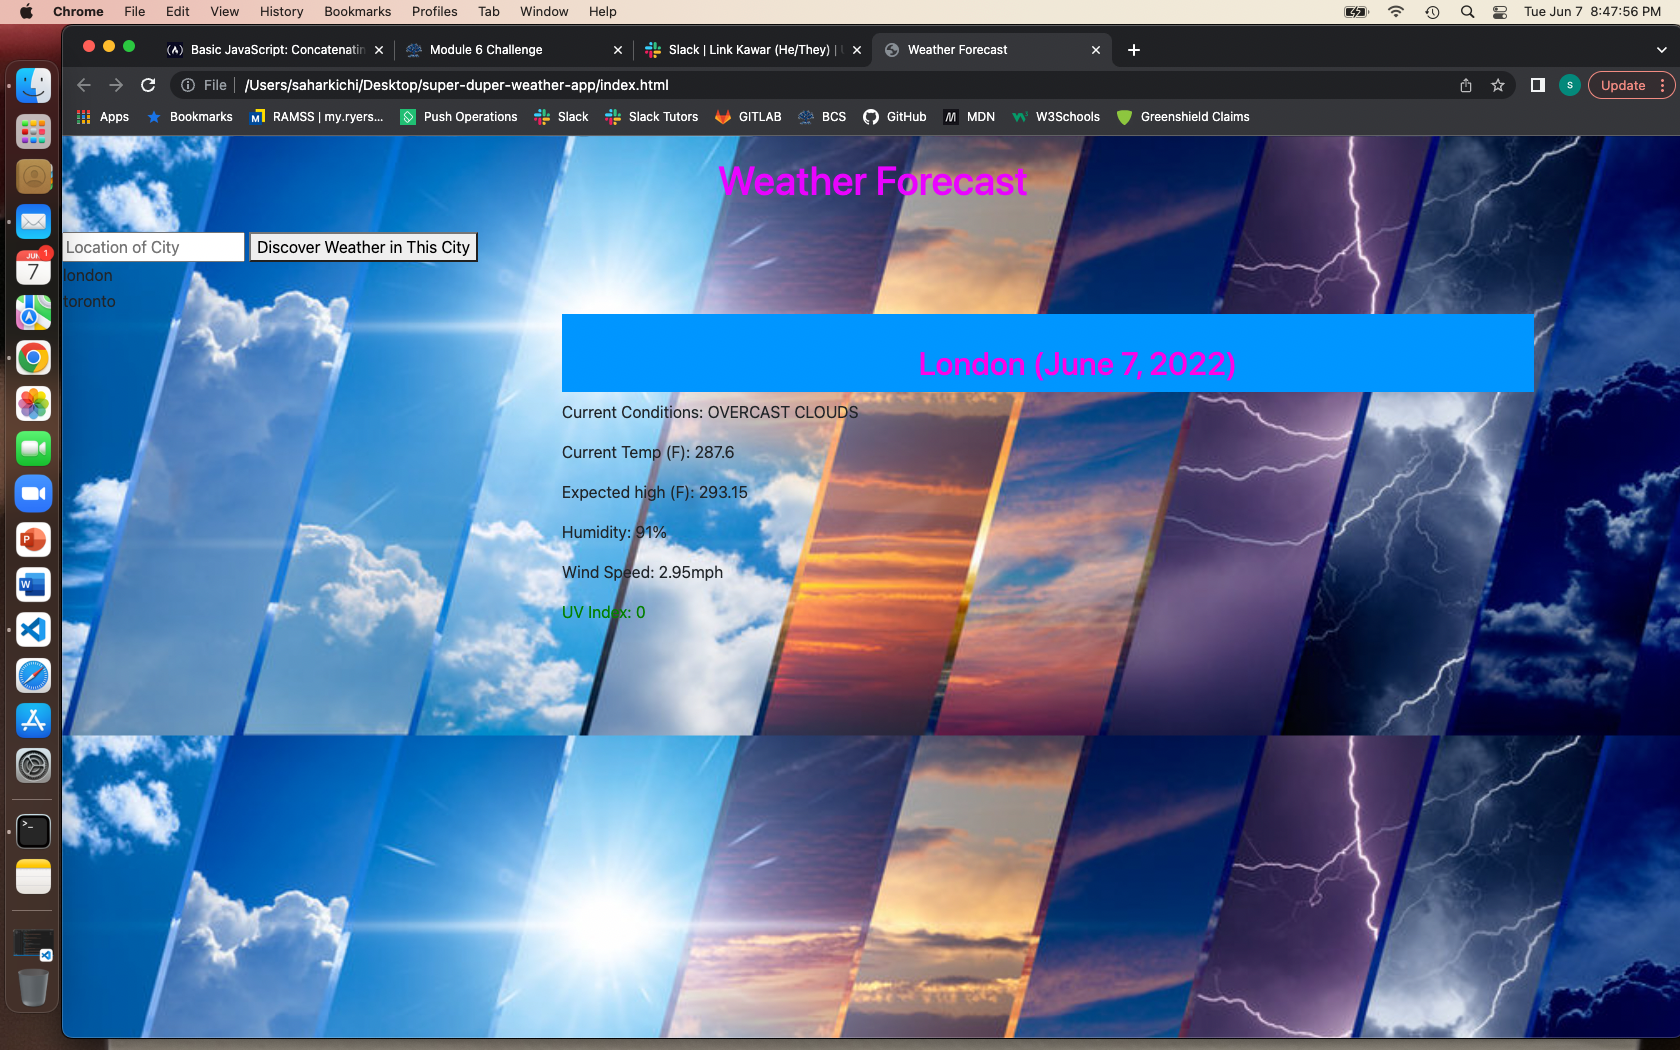 Chrome File Edit View History Bookmarks Profiles Tab Window Help Tue Jun 7 8:47:56 PM
Basic JavaScript: Concatenatin Module 6 Challenge Slack | Link Kawar (He/They) | Weather Forecast
File /Users/saharkichi/Desktop/super-duper-weather-app/index.html S Update
Apps Bookmarks RAMSS | my.ryers... Push Operations Slack Slack Tutors GITLAB BCS GitHub MDN W3Schools Greenshield Claims
Weather Forecast
Location of City Discover Weather in This City
london
toronto
London (June 7, 2022)
Current Conditions: OVERCAST CLOUDS
Current Temp (F): 287.6
Expected high (F): 293.15
Humidity: 91%
Wind Speed: 2.95mph
UV Index: 0
JUN 1
7